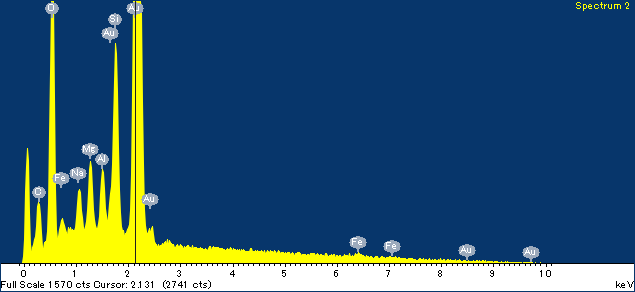 Spectrum 2
O Au
Si
Au
Mg
Al
Fe Na
C Au
Fe Fe Au Au
0 1 2 3 4 5 6 7 8 9 10
Full Scale 1570 cts Cursor: 2.131 (2741 cts) keV